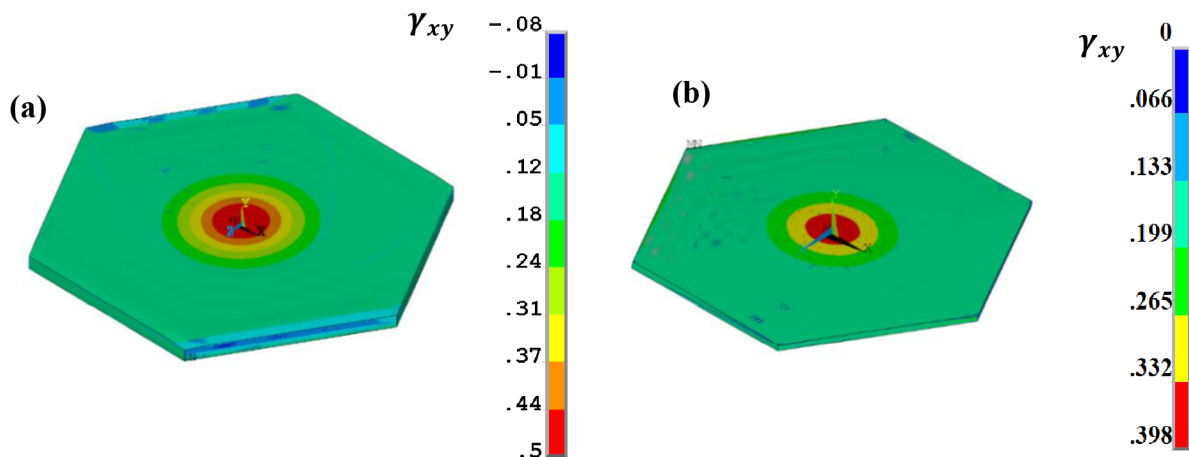 γxy
-.08
-.01
.05
.12
.18
.24
.31
.37
.44
.5
(a)
Y
Z
X
γxy
0
.066
.133
.199
.265
.332
.398
(b)
MN
Y
X